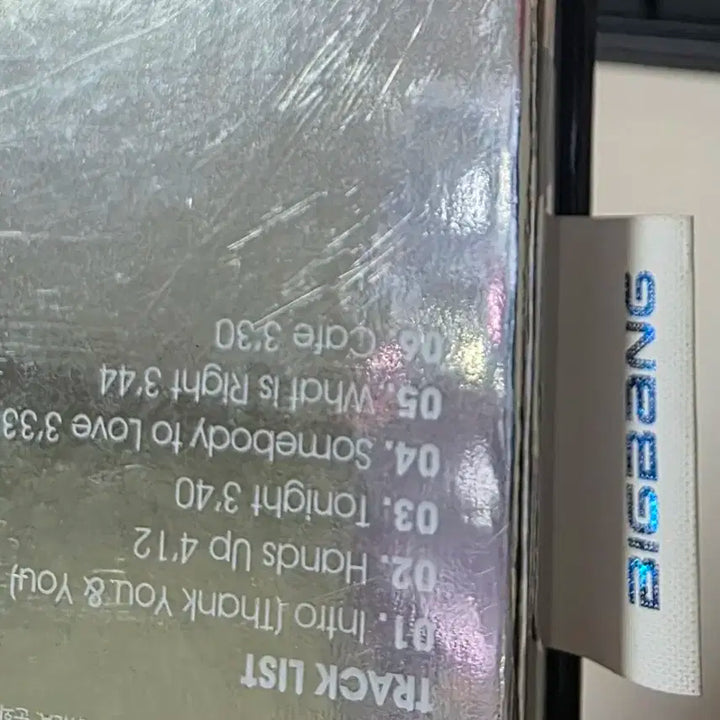 TRACK LIST
01. Intro (Thank You & You)
02. Hands Up 4'12
03. Tonight 3'40
04. Somebody to Love 3'33
05. What Is Right 3'44
06. Cafe 3'30
BIGBANG